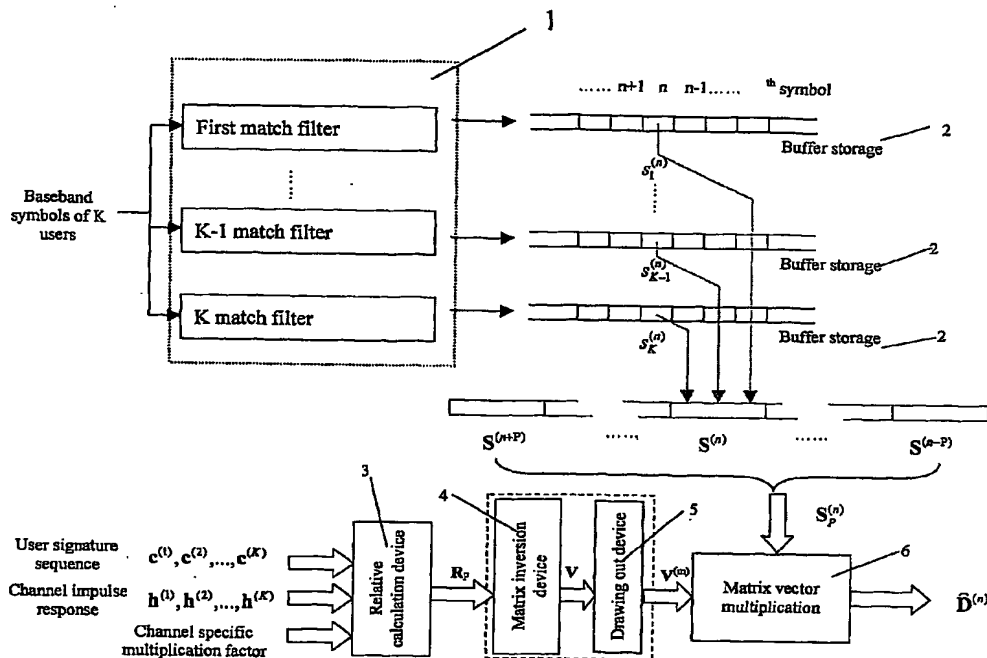 1
...... n+1 n n-1...... th symbol
First match filter
2
Buffer storage
S_1^(n)
Baseband
symbols of K
users
K-1 match filter
2
Buffer storage
S_{K-1}^(n)
K match filter
Buffer storage
2
S_K^(n)
S^(n+P) ...... S^(n) ...... S^(n-P)
3
4
5
S_P^(n)
6
User signature
sequence
c^(1), c^(2),..., c^(K)
Channel impulse
response
h^(1), h^(2),..., h^(K)
Channel specific
multiplication factor
Relative
calculation device
R_P
Matrix inversion
device
V
Drawing out device
V^(m)
Matrix vector
multiplication
D̂^(n)